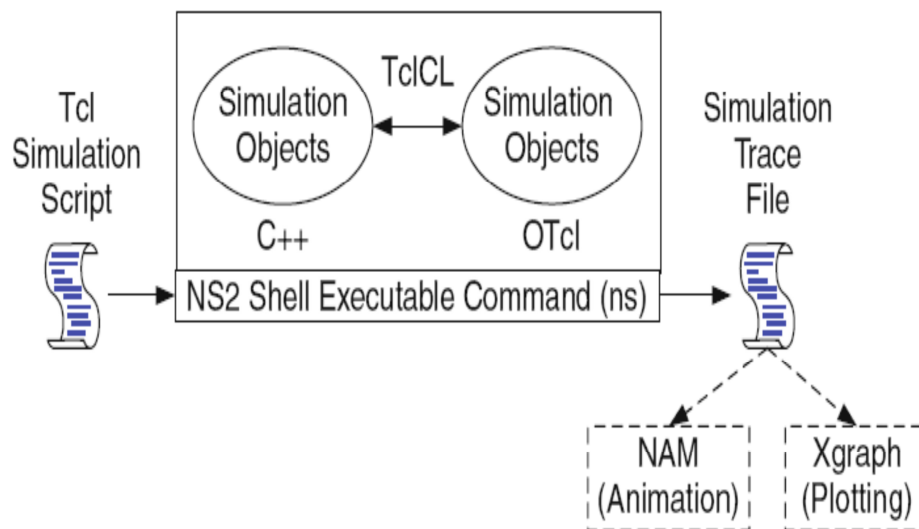 Tcl
Simulation
Script
TclCL
Simulation
Objects
Simulation
Objects
C++
OTcl
NS2 Shell Executable Command (ns)
Simulation
Trace
File
NAM
(Animation)
Xgraph
(Plotting)